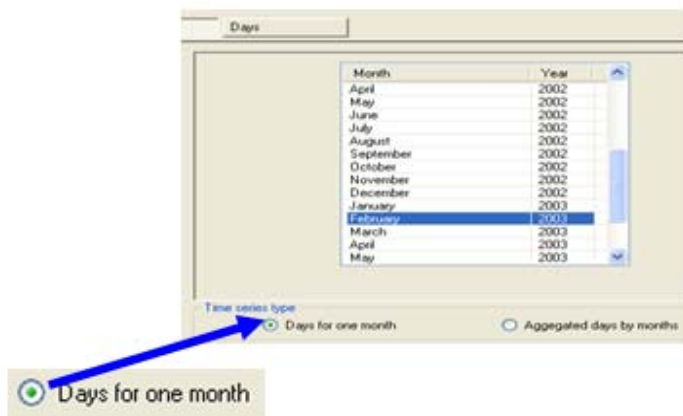 Days
Month Year
April 2002
May 2002
June 2002
July 2002
August 2002
September 2002
October 2002
November 2002
December 2002
January 2003
February 2003
March 2003
April 2003
May 2003
Time series type
Days for one month Aggegated days by months
Days for one month